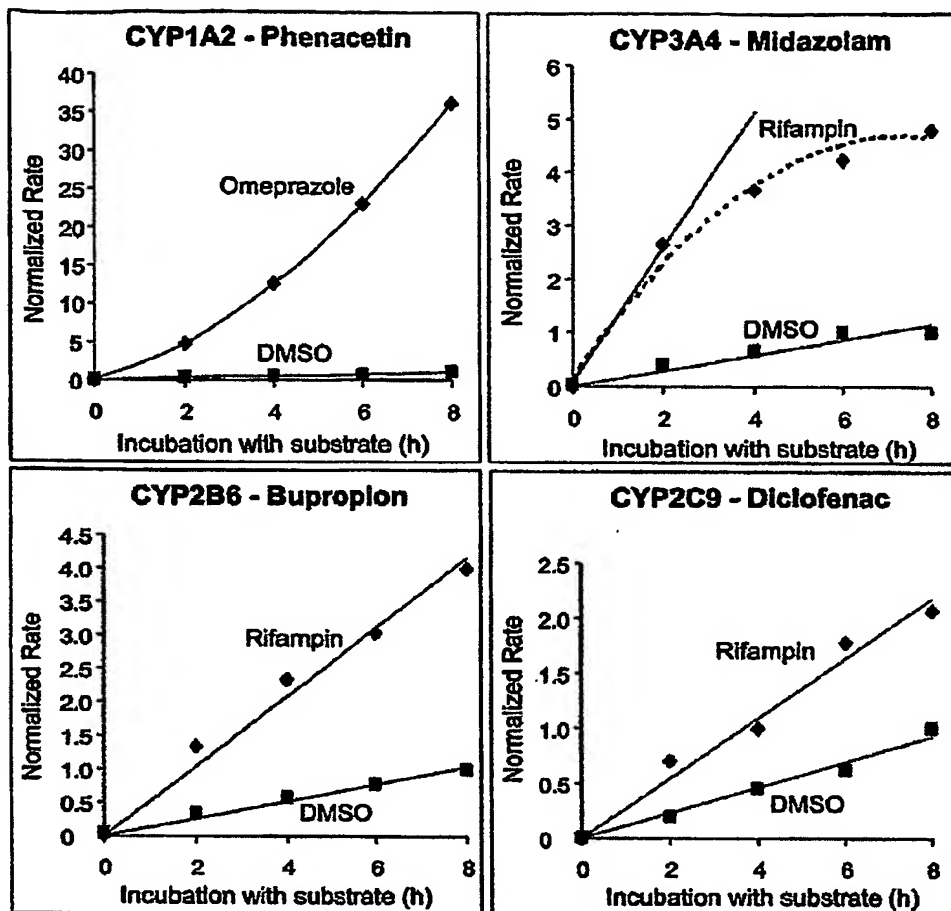 CYP1A2 - Phenacetin
Normalized Rate
40
35
30
25
20
15
10
5
0
Omeprazole
DMSO
0 2 4 6 8
Incubation with substrate (h)
CYP3A4 - Midazolam
Normalized Rate
6
5
4
3
2
1
0
Rifampin
DMSO
0 2 4 6 8
Incubation with substrate (h)
CYP2B6 - Bupropion
Normalized Rate
4.5
4.0
3.5
3.0
2.5
2.0
1.5
1.0
0.5
0
Rifampin
DMSO
0 2 4 6 8
Incubation with substrate (h)
CYP2C9 - Diclofenac
Normalized Rate
2.5
2.0
1.5
1.0
0.5
0.0
Rifampin
DMSO
0 2 4 6 8
Incubation with substrate (h)